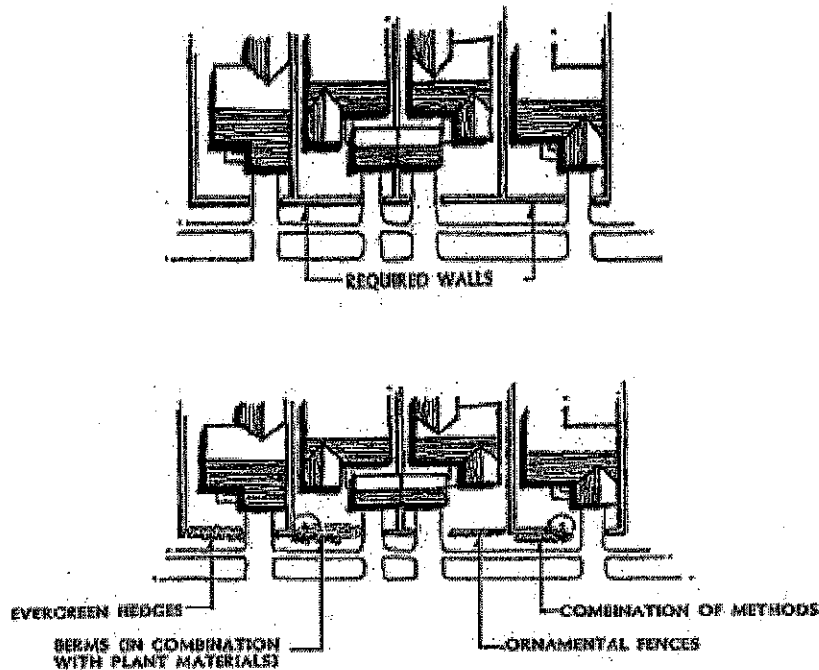 REQUIRED WALLS
EVERGREEN HEDGES
COMBINATION OF METHODS
BERMS (IN COMBINATION
WITH PLANT MATERIALS)
ORNAMENTAL FENCES